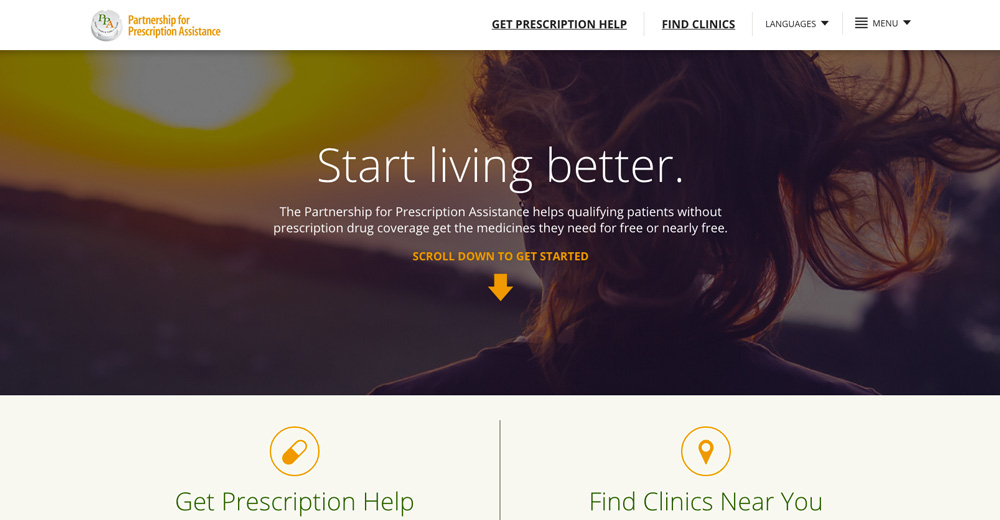 PPA
Partnership for
Prescription Assistance
GET PRESCRIPTION HELP
FIND CLINICS
LANGUAGES
MENU
Start living better.
The Partnership for Prescription Assistance helps qualifying patients without
prescription drug coverage get the medicines they need for free or nearly free.
SCROLL DOWN TO GET STARTED
Get Prescription Help
Find Clinics Near You